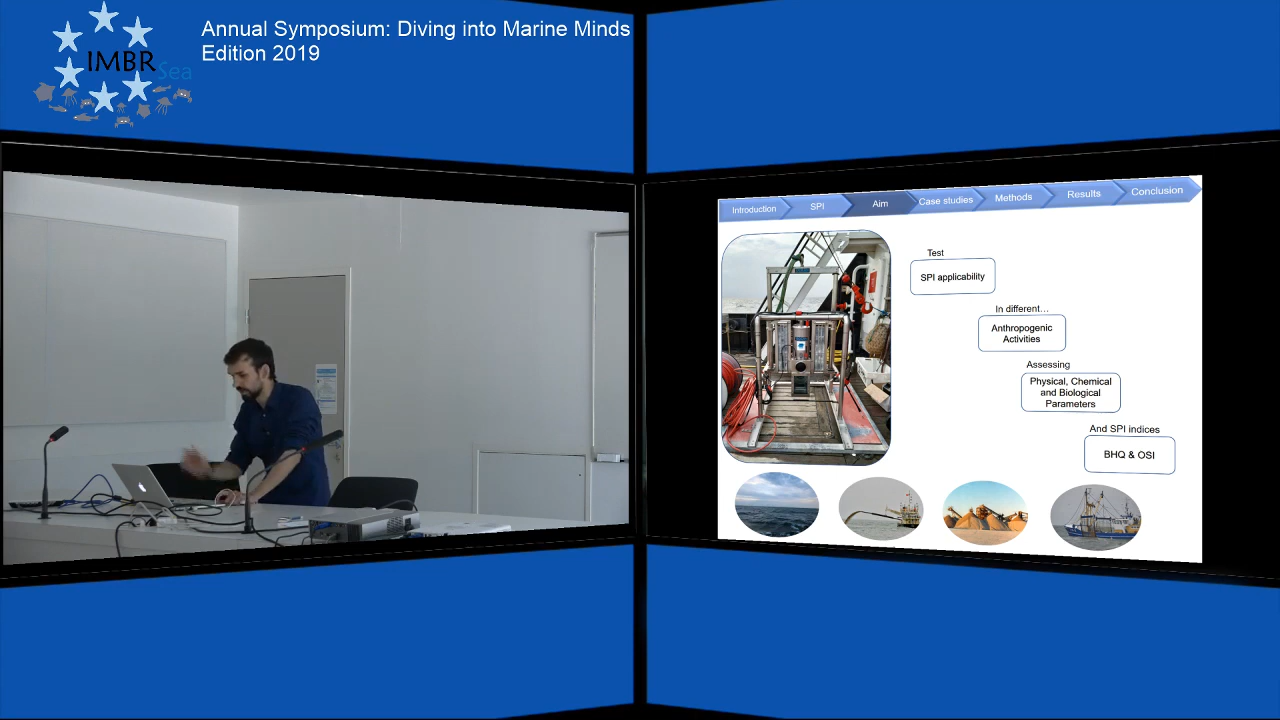 Annual Symposium: Diving into Marine Minds
Edition 2019
IMBRSea
Introduction
SPI
Aim
Case studies
Methods
Results
Conclusion
Test
SPI applicability
In different...
Anthropogenic
Activities
Assessing
Physical, Chemical
and Biological
Parameters
And SPI indices
BHQ & OSI